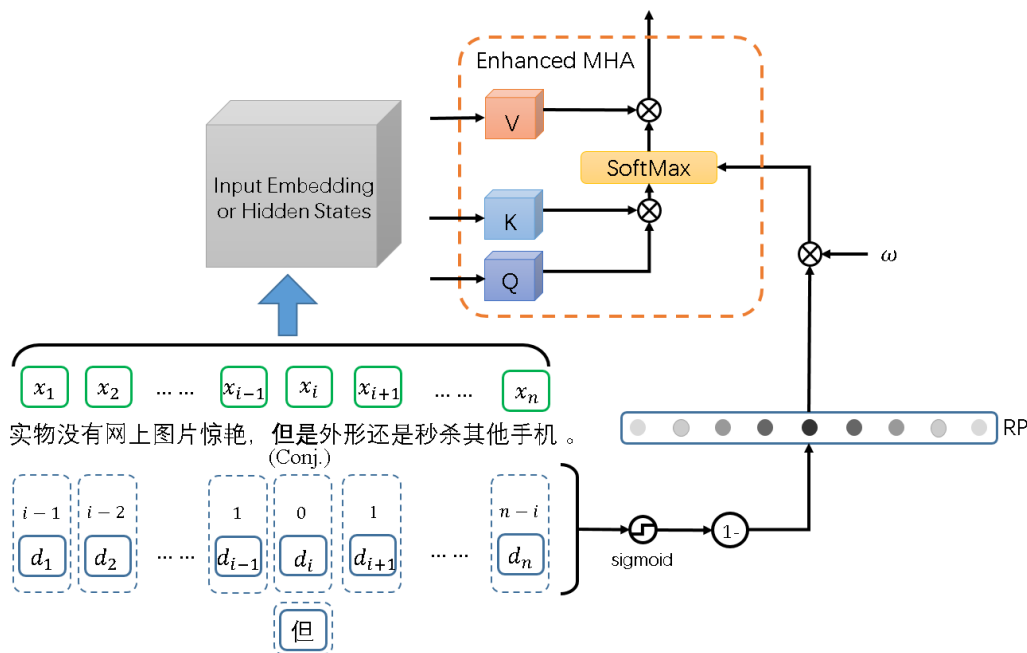 Enhanced MHA
V
SoftMax
Input Embedding
or Hidden States
K
Q
ω
x₁ x₂ …… xᵢ₋₁ xᵢ xᵢ₊₁ …… xₙ
实物没有网上图片惊艳，但是外形还是秒杀其他手机。
(Conj.)
RP
i − 1 i − 2 1 0 1 n − i
d₁ d₂ …… dᵢ₋₁ dᵢ dᵢ₊₁ …… dₙ
1-
sigmoid
但